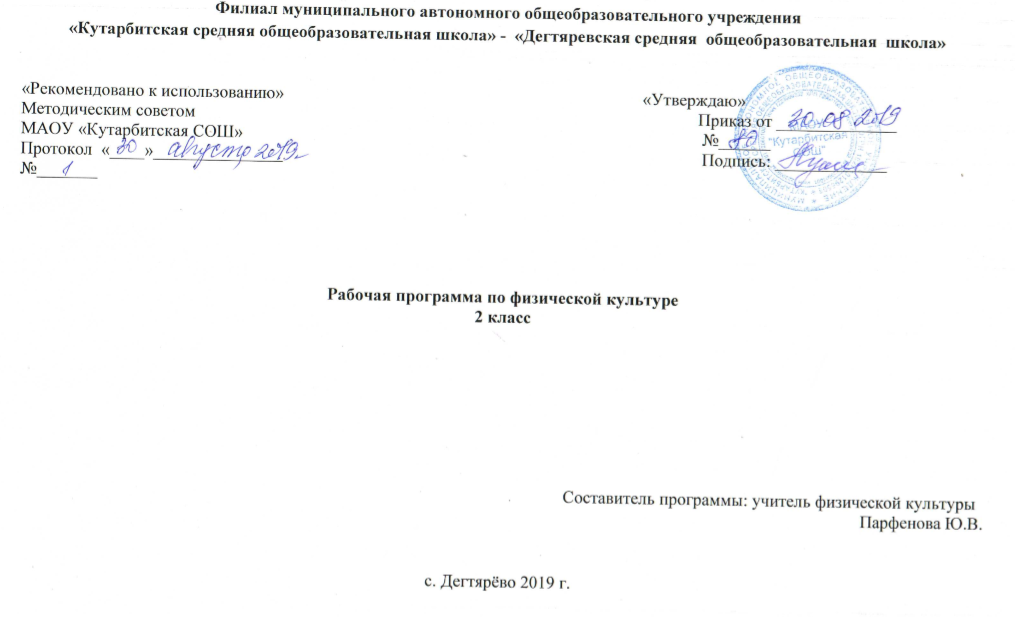 Филиал муниципального автономного общеобразовательного учреждения
«Кутарбитская средняя общеобразовательная школа» - «Дегтяревская средняя общеобразовательная школа»
«Рекомендовано к использованию»
Методическим советом
МАОУ «Кутарбитская СОШ»
Протокол «30» августа 2019
№ 1
«Утверждаю»
Приказ от 30.08 2019
№
Подпись:
"Кутарбитская
СОШ"
Рабочая программа по физической культуре
2 класс
Составитель программы: учитель физической культуры
Парфенова Ю.В.
с. Дегтярёво 2019 г.